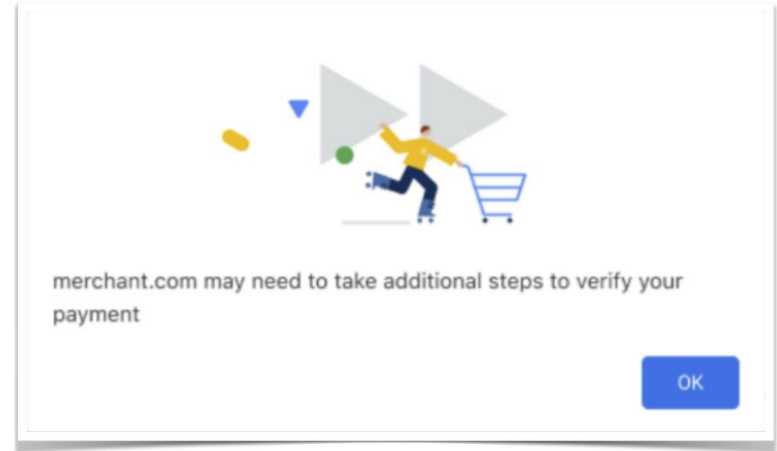 merchant.com may need to take additional steps to verify your
payment
OK